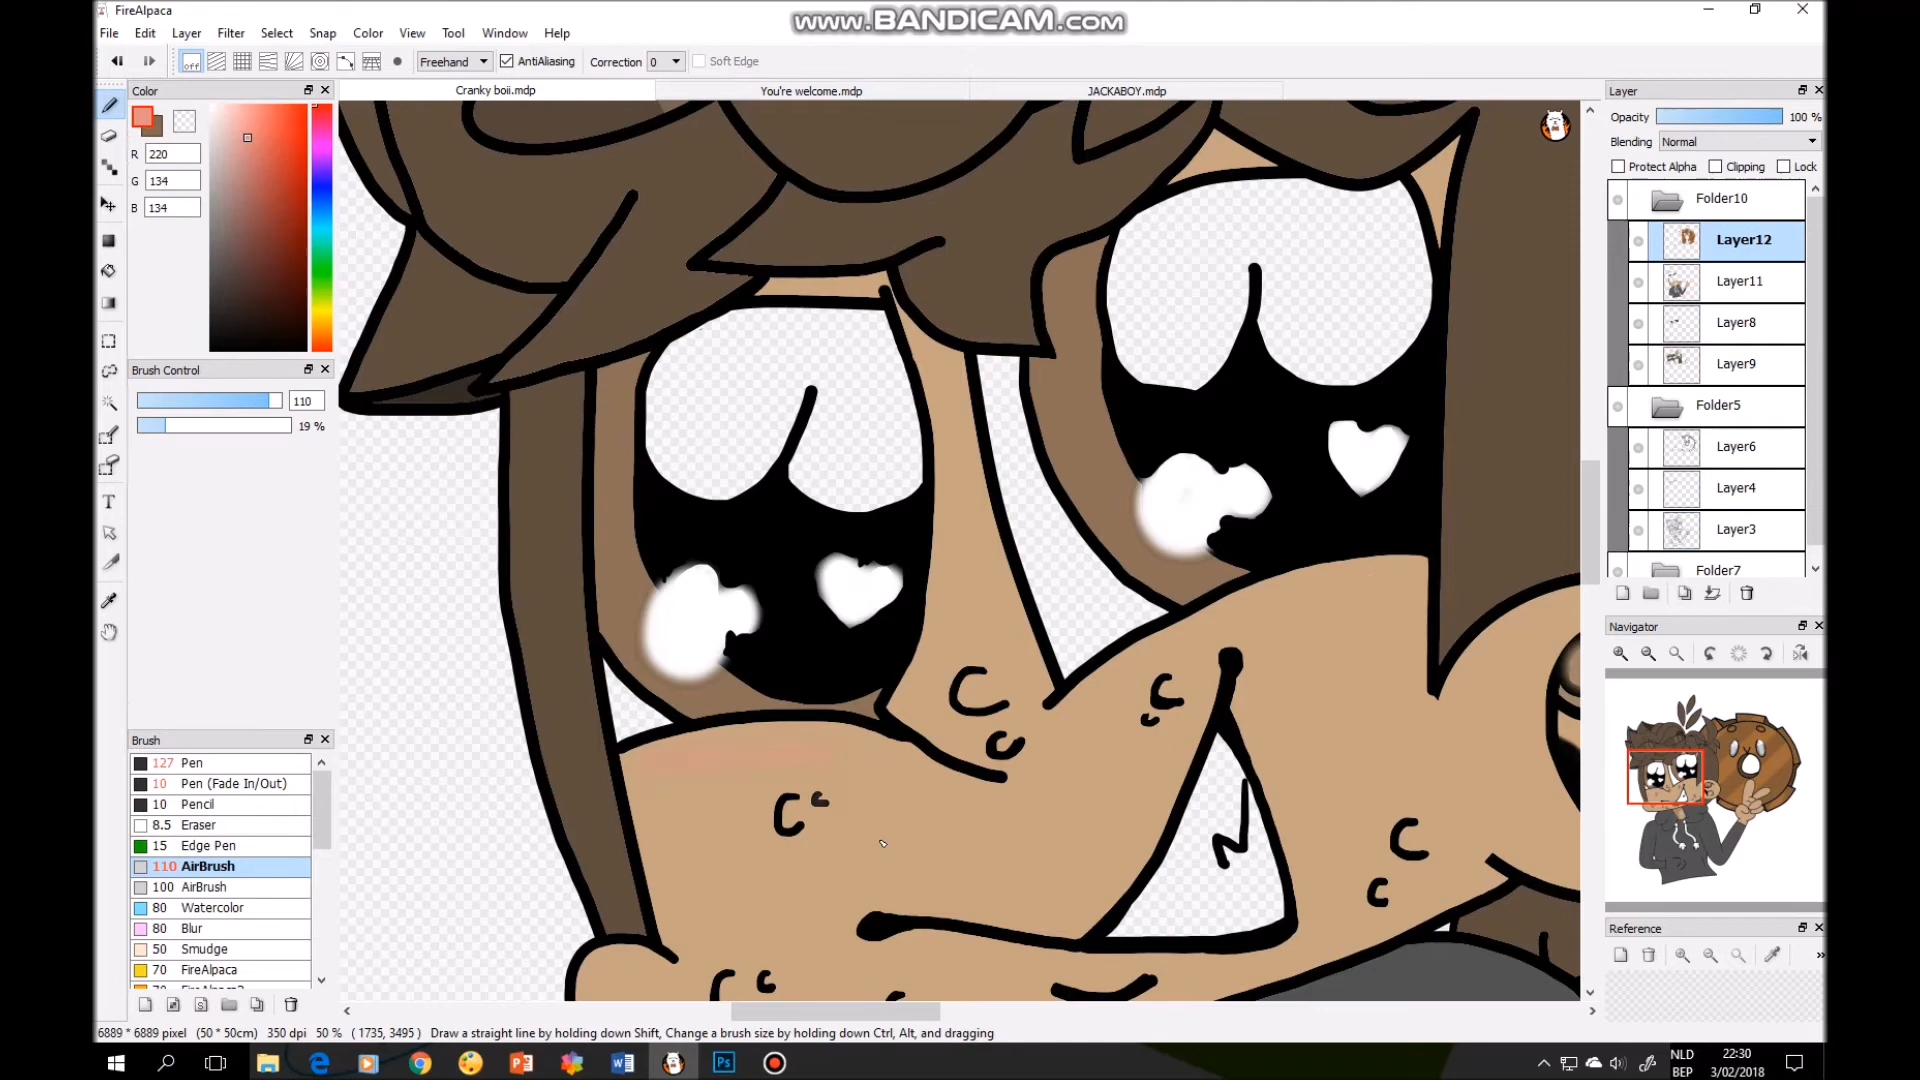 FireAlpaca
www.BANDICAM.com
File Edit Layer Filter Select Snap Color View Tool Window Help
off Freehand AntiAliasing Correction 0 Soft Edge
Color
Cranky boii.mdp You're welcome.mdp JACKABOY.mdp
Layer
R 220
G 134
B 134
Opacity 100 %
Blending Normal
Protect Alpha Clipping Lock
Folder10
Layer12
Layer11
Layer8
Layer9
Folder5
Layer6
Layer4
Layer3
Folder7
Brush Control
110
19 %
Navigator
Brush
127 Pen
10 Pen (Fade In/Out)
10 Pencil
8.5 Eraser
15 Edge Pen
110 AirBrush
100 AirBrush
80 Watercolor
80 Blur
50 Smudge
70 FireAlpaca
Reference
6889 * 6889 pixel (50 * 50cm) 350 dpi 50 % ( 1735, 3495 ) Draw a straight line by holding down Shift, Change a brush size by holding down Ctrl, Alt, and dragging
NLD
BEP
22:30
3/02/2018